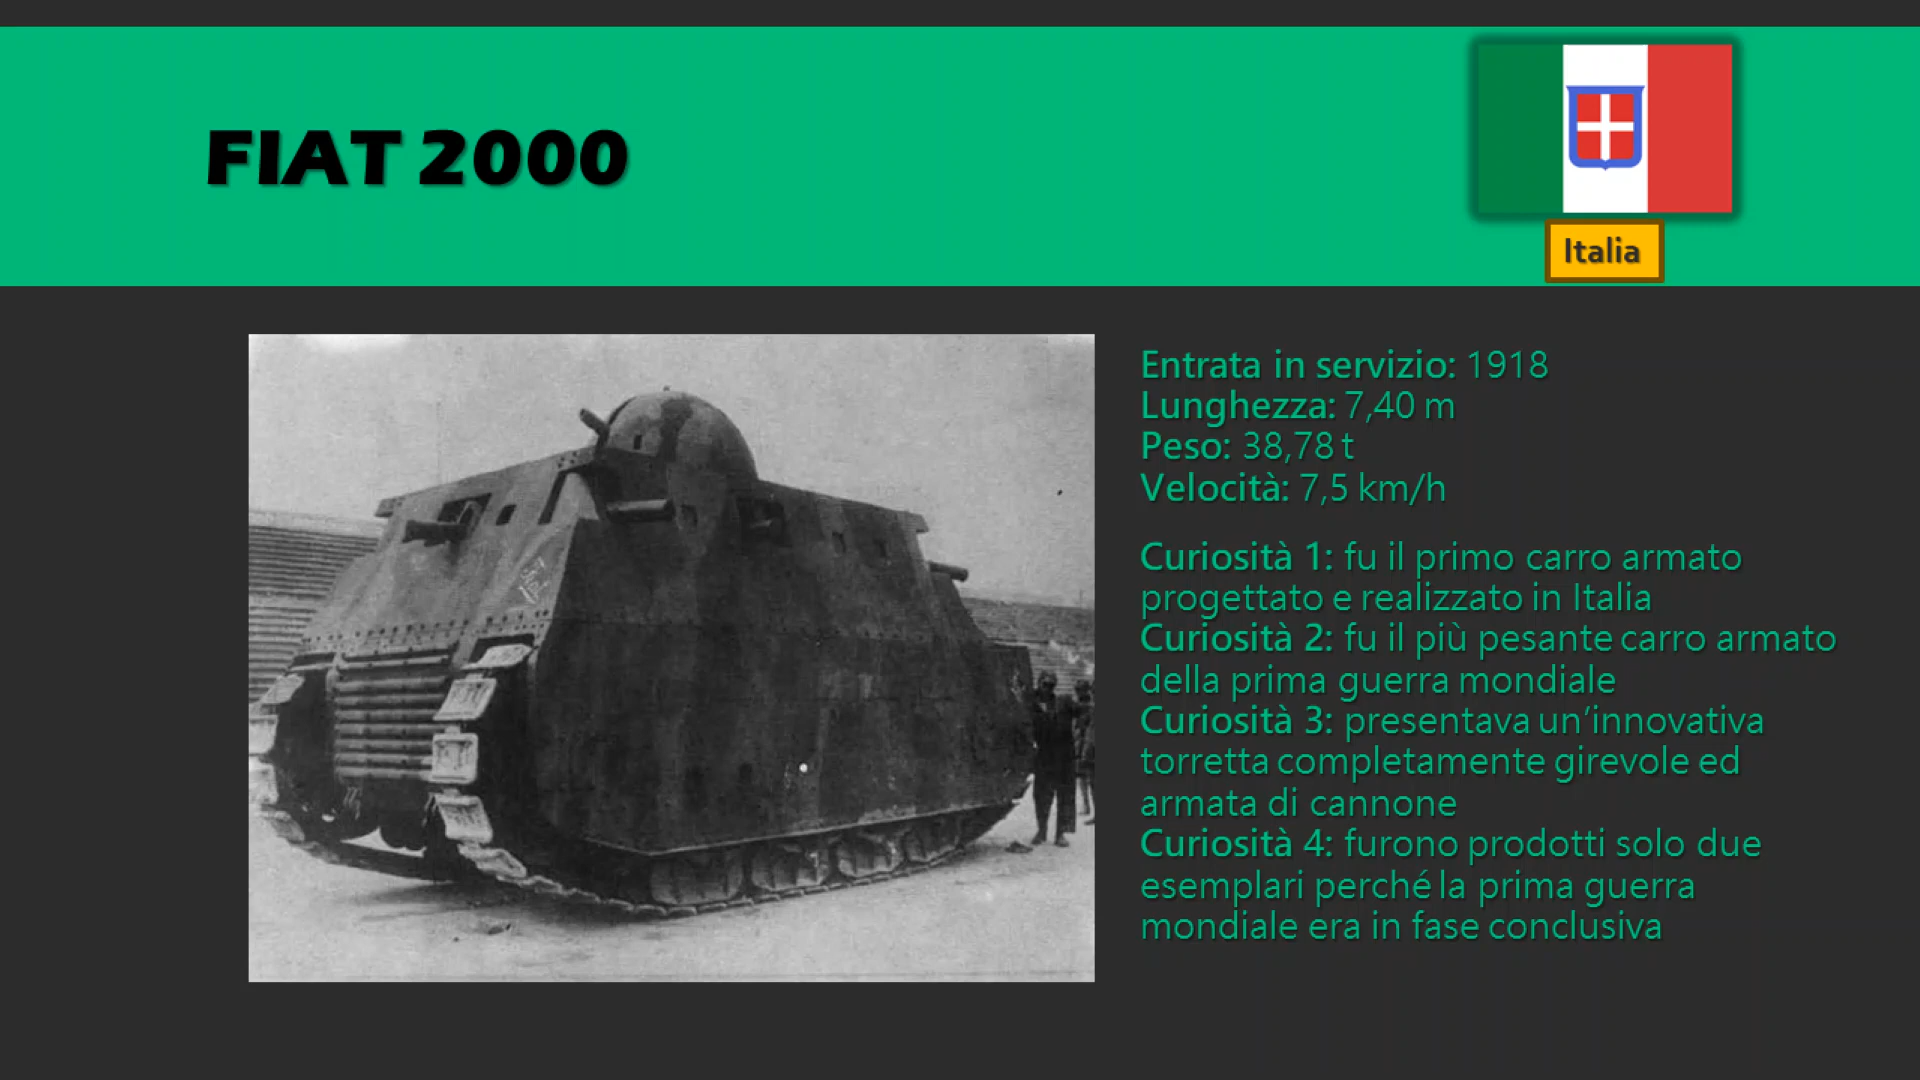 FIAT 2000
Italia
Entrata in servizio: 1918
Lunghezza: 7,40 m
Peso: 38,78 t
Velocità: 7,5 km/h
Curiosità 1: fu il primo carro armato
progettato e realizzato in Italia
Curiosità 2: fu il più pesante carro armato
della prima guerra mondiale
Curiosità 3: presentava un’innovativa
torretta completamente girevole ed
armata di cannone
Curiosità 4: furono prodotti solo due
esemplari perché la prima guerra
mondiale era in fase conclusiva